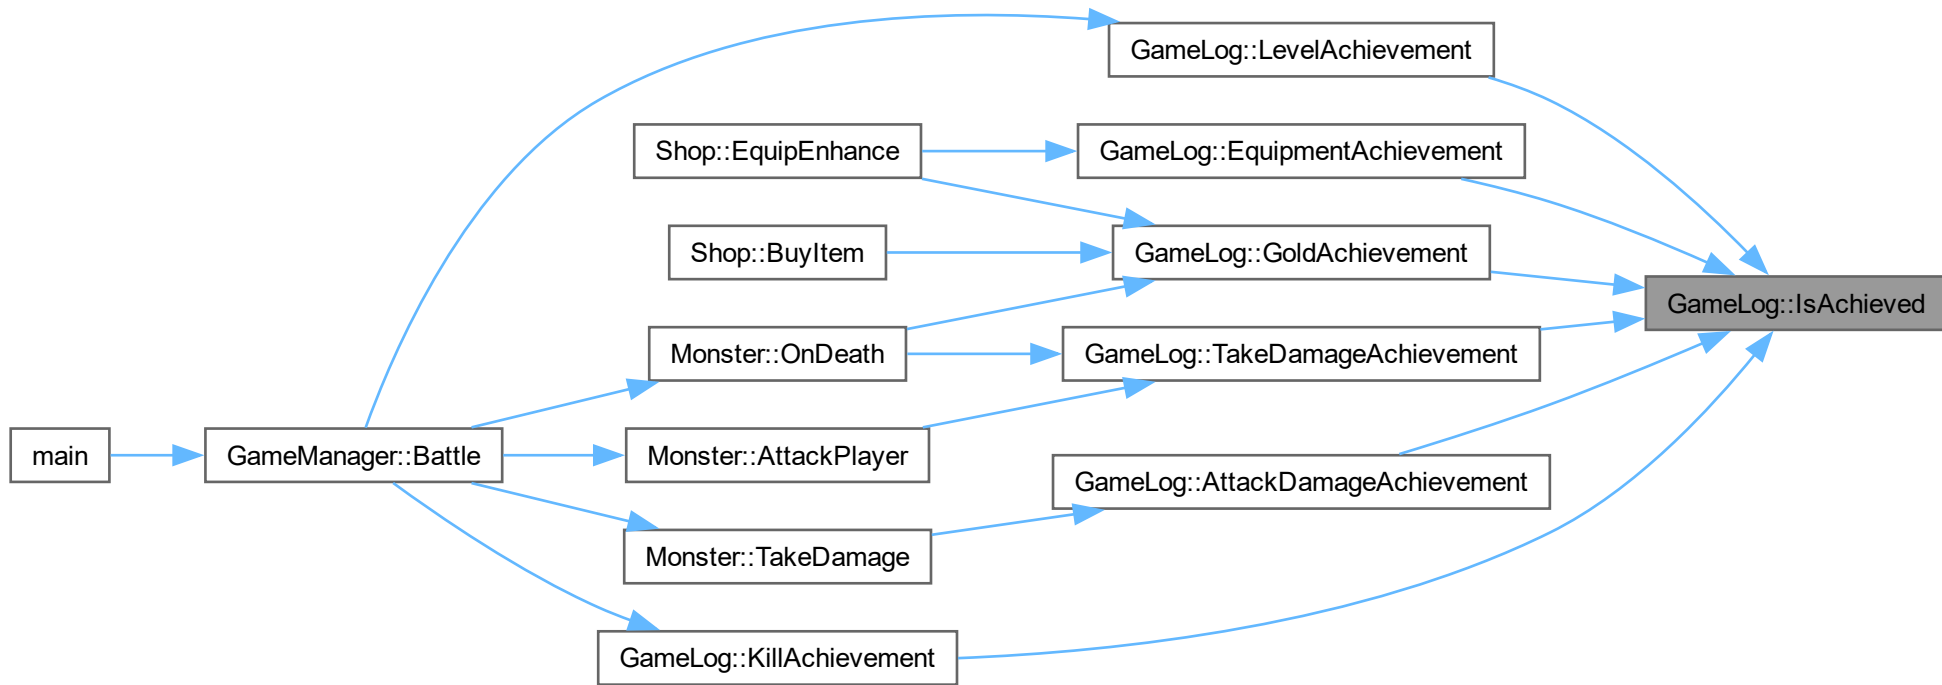 GameLog::LevelAchievement
Shop::EquipEnhance
GameLog::EquipmentAchievement
Shop::BuyItem
GameLog::GoldAchievement
GameLog::IsAchieved
Monster::OnDeath
GameLog::TakeDamageAchievement
main
GameManager::Battle
Monster::AttackPlayer
GameLog::AttackDamageAchievement
Monster::TakeDamage
GameLog::KillAchievement